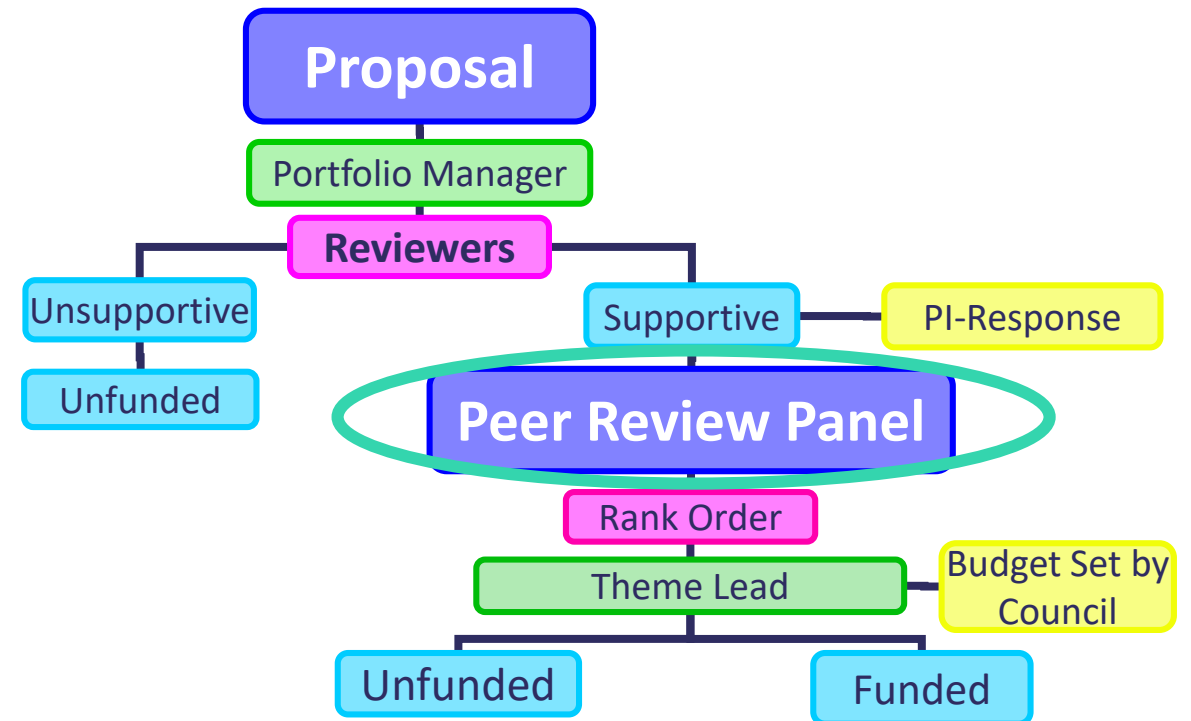 Proposal
Portfolio Manager
Reviewers
Unsupportive
Supportive
PI-Response
Unfunded
Peer Review Panel
Rank Order
Theme Lead
Budget Set by
Council
Unfunded
Funded